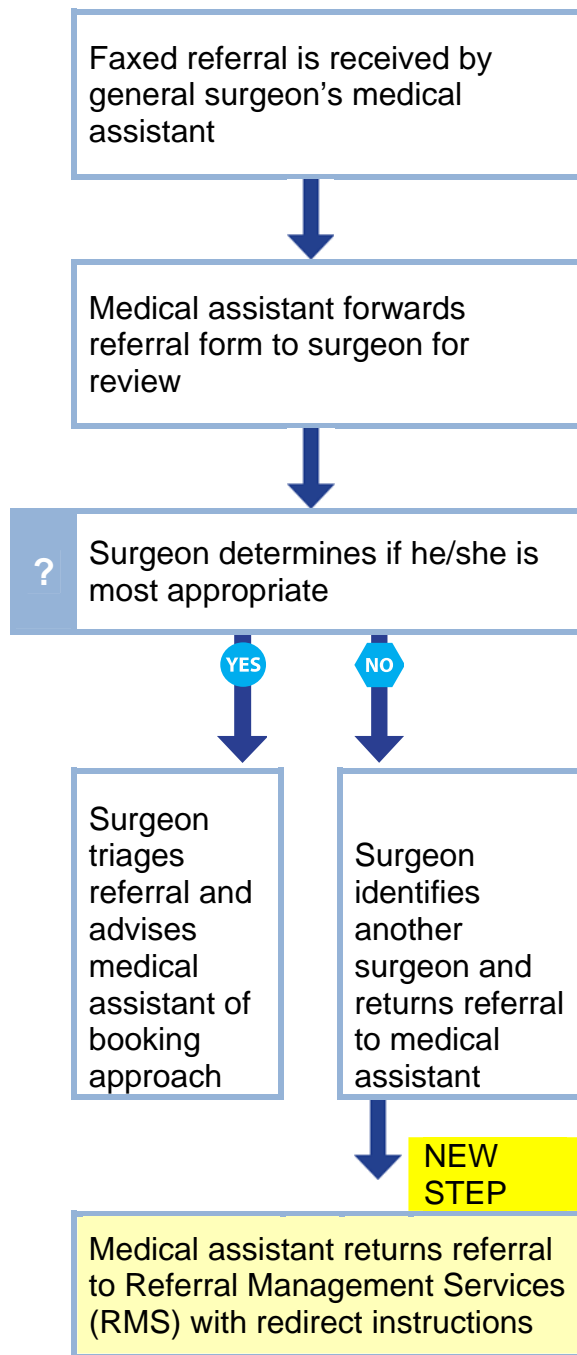 Faxed referral is received by
general surgeon’s medical
assistant
Medical assistant forwards
referral form to surgeon for
review
?
Surgeon determines if he/she is
most appropriate
YES
NO
Surgeon
triages
referral and
advises
medical
assistant of
booking
approach
Surgeon
identifies
another
surgeon and
returns referral
to medical
assistant
NEW
STEP
Medical assistant returns referral
to Referral Management Services
(RMS) with redirect instructions